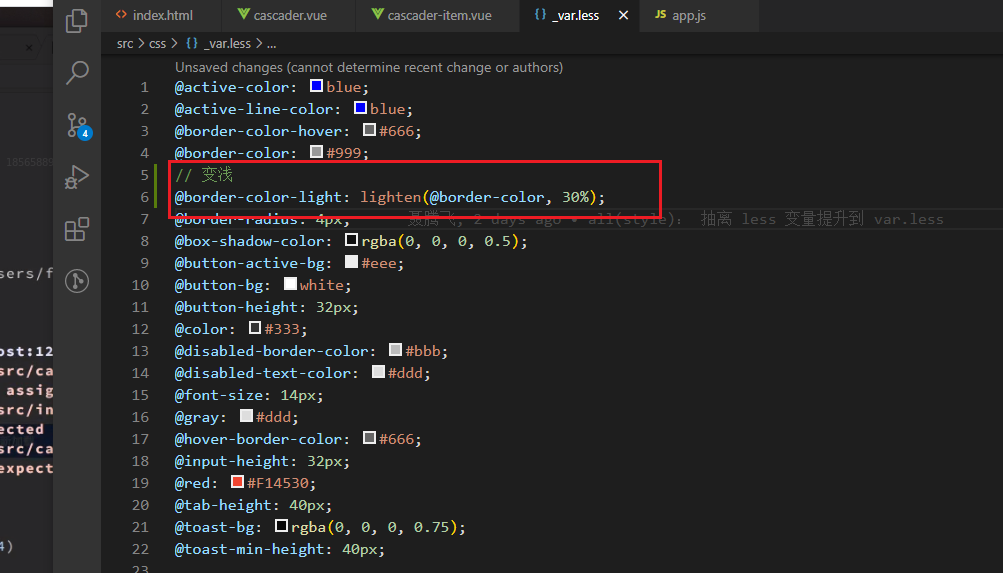 index.html
cascader.vue
cascader-item.vue
_var.less
JS app.js
src > css > _var.less > ...
Unsaved changes (cannot determine recent change or authors)
1 @active-color: blue;
2 @active-line-color: blue;
3 @border-color-hover: #666;
4 @border-color: #999;
5 // 变浅
6 @border-color-light: lighten(@border-color, 30%);
7 @border-radius: 4px; 聂腾飞, 2 days ago • all(style): 抽离 less 变量提升到 var.less
8 @box-shadow-color: rgba(0, 0, 0, 0.5);
9 @button-active-bg: #eee;
10 @button-bg: white;
11 @button-height: 32px;
12 @color: #333;
13 @disabled-border-color: #bbb;
14 @disabled-text-color: #ddd;
15 @font-size: 14px;
16 @gray: #ddd;
17 @hover-border-color: #666;
18 @input-height: 32px;
19 @red: #F14530;
20 @tab-height: 40px;
21 @toast-bg: rgba(0, 0, 0, 0.75);
22 @toast-min-height: 40px;
23
4
sers/f
ost:12
src/ca
assig
src/in
ected
src/ca
expect
4)